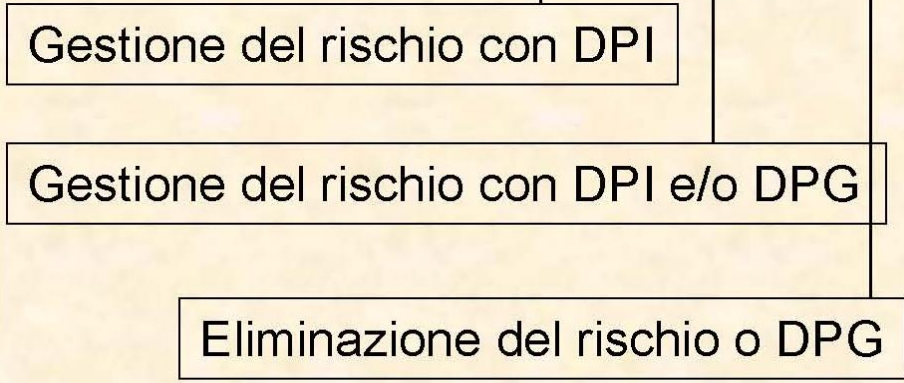 Gestione del rischio con DPI
Gestione del rischio con DPI e/o DPG
Eliminazione del rischio o DPG